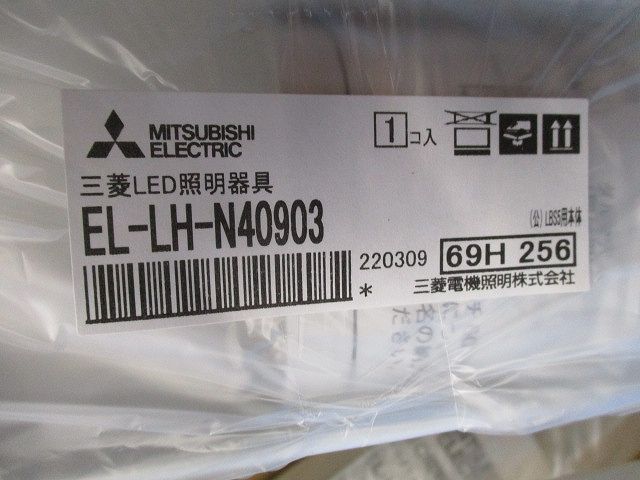 MITSUBISHI
ELECTRIC
1 コ入
三菱LED照明器具
EL-LH-N40903
(公) LBS5用本体
220309 69H 256
*
三菱電機照明株式会社